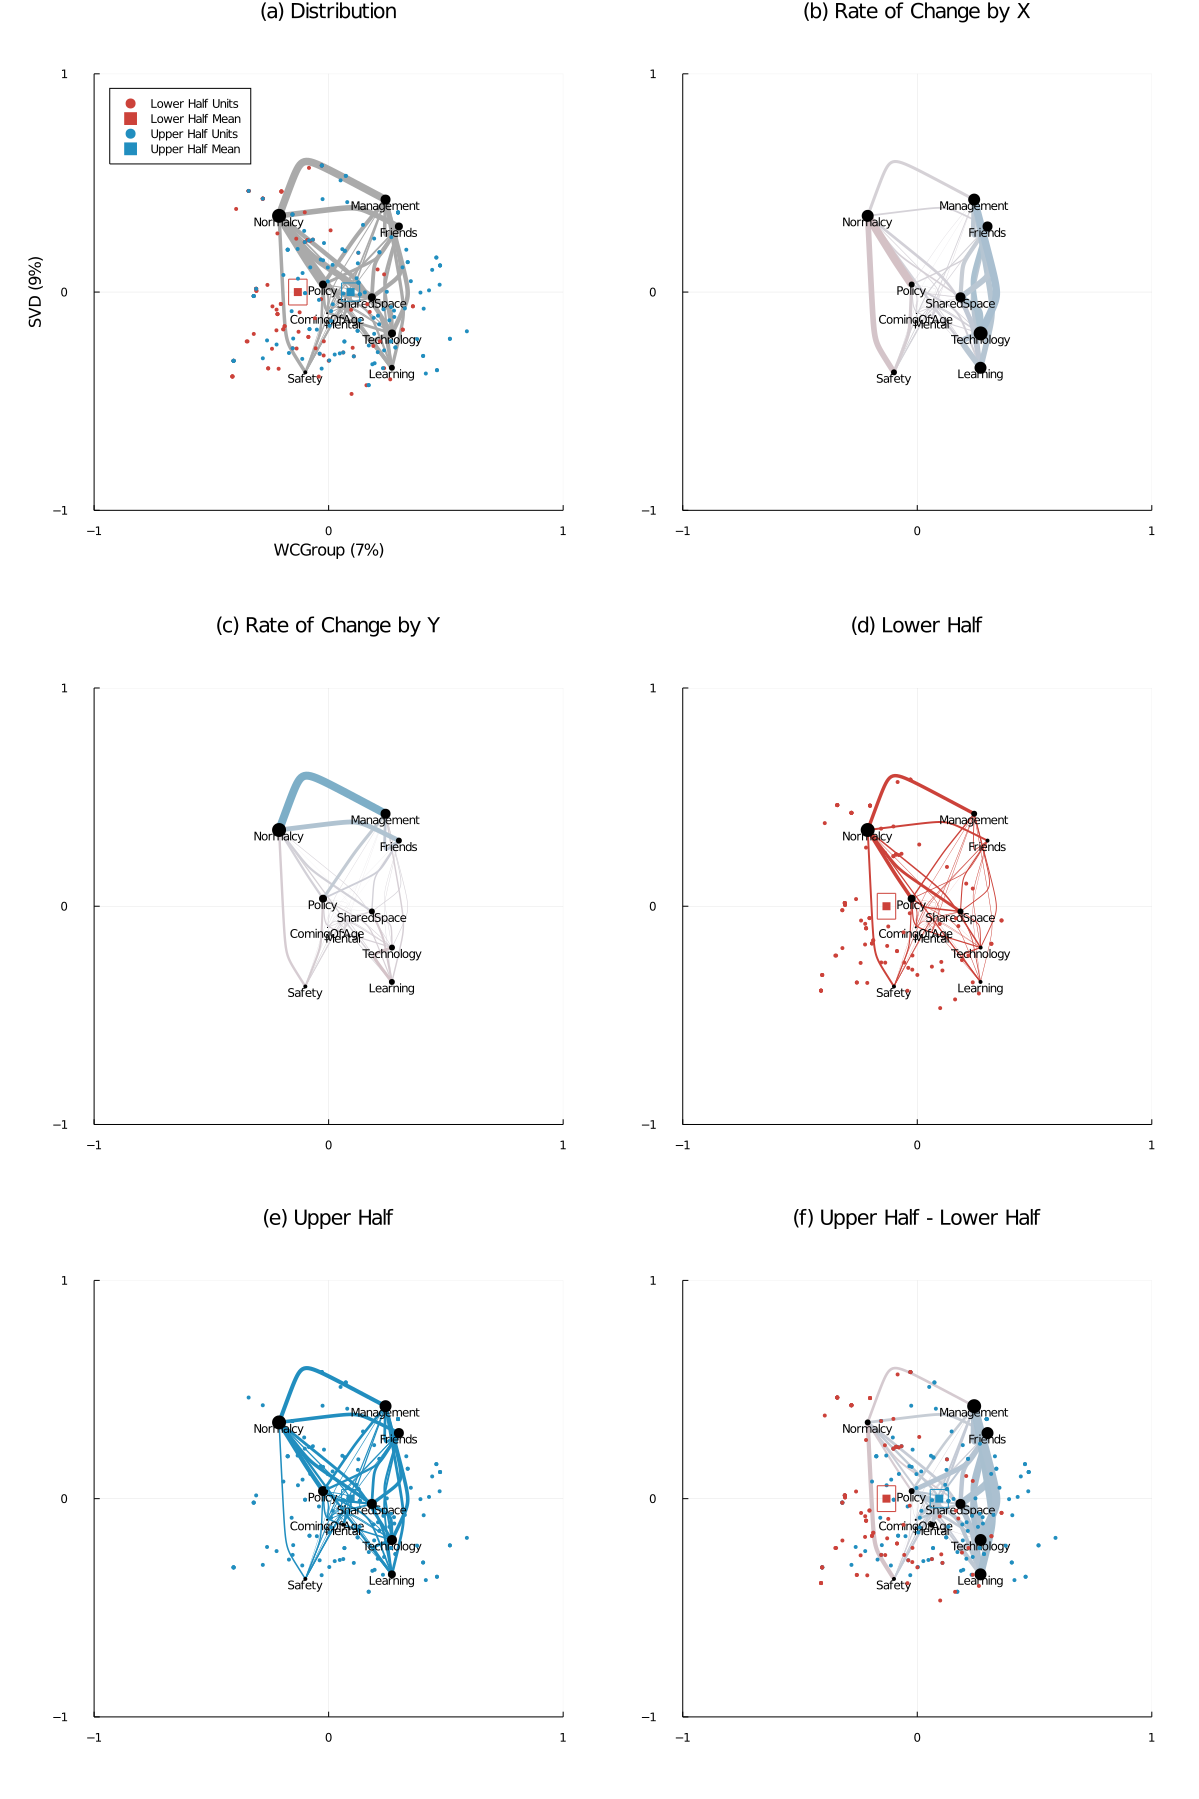 (a) Distribution
(b) Rate of Change by X
1
1
Lower Half Units
Lower Half Mean
Upper Half Units
Upper Half Mean
Management
Management
Normalcy
Normalcy
Friends
Friends
SVD (9%)
0
0
Policy
Policy
SharedSpace
SharedSpace
ComingOfAge
ComingOfAge
Mental
Mental
Technology
Technology
Safety
Learning
Safety
Learning
−1
−1
−1
0
1
−1
0
1
WCGroup (7%)
(c) Rate of Change by Y
(d) Lower Half
1
1
Management
Management
Normalcy
Normalcy
Friends
Friends
0
0
Policy
Policy
SharedSpace
SharedSpace
ComingOfAge
ComingOfAge
Mental
Mental
Technology
Technology
Safety
Learning
Safety
Learning
−1
−1
−1
0
1
−1
0
1
(e) Upper Half
(f) Upper Half - Lower Half
1
1
Management
Management
Normalcy
Normalcy
Friends
Friends
0
0
Policy
Policy
SharedSpace
SharedSpace
ComingOfAge
ComingOfAge
Mental
Mental
Technology
Technology
Safety
Learning
Safety
Learning
−1
−1
−1
0
1
−1
0
1